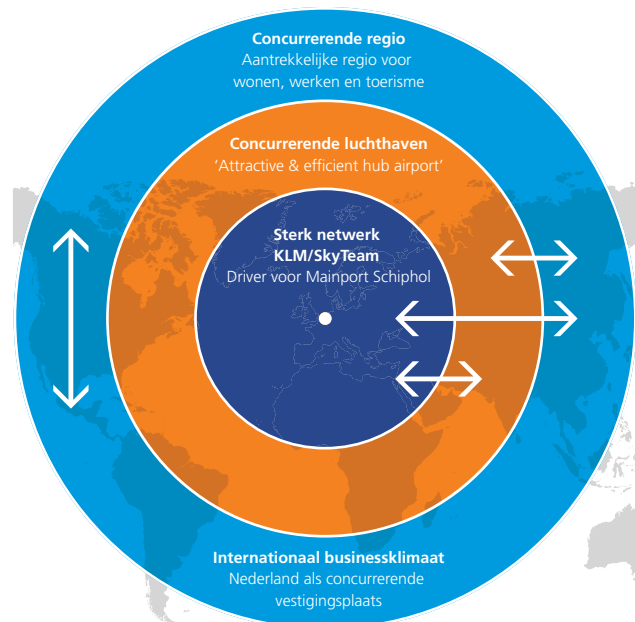 Concurrerende regio
Aantrekkelijke regio voor
wonen, werken en toerisme
Concurrerende luchthaven
‘Attractive & efficient hub airport’
Sterk netwerk
KLM/SkyTeam
Driver voor Mainport Schiphol
Internationaal businessklimaat
Nederland als concurrerende
vestigingsplaats